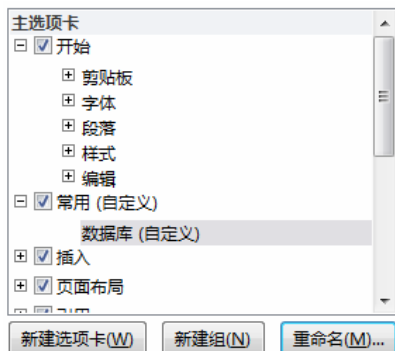 主选项卡
开始
剪贴板
字体
段落
样式
编辑
常用 (自定义)
数据库 (自定义)
插入
页面布局
新建选项卡(W) 新建组(N) 重命名(M)...